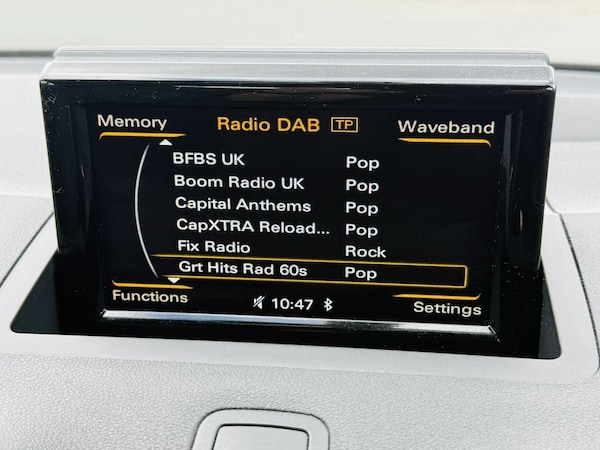 Memory
Radio DAB TP
Waveband
BFBS UK Pop
Boom Radio UK Pop
Capital Anthems Pop
CapXTRA Reload... Pop
Fix Radio Rock
Grt Hits Rad 60s Pop
Functions
10:47
Settings